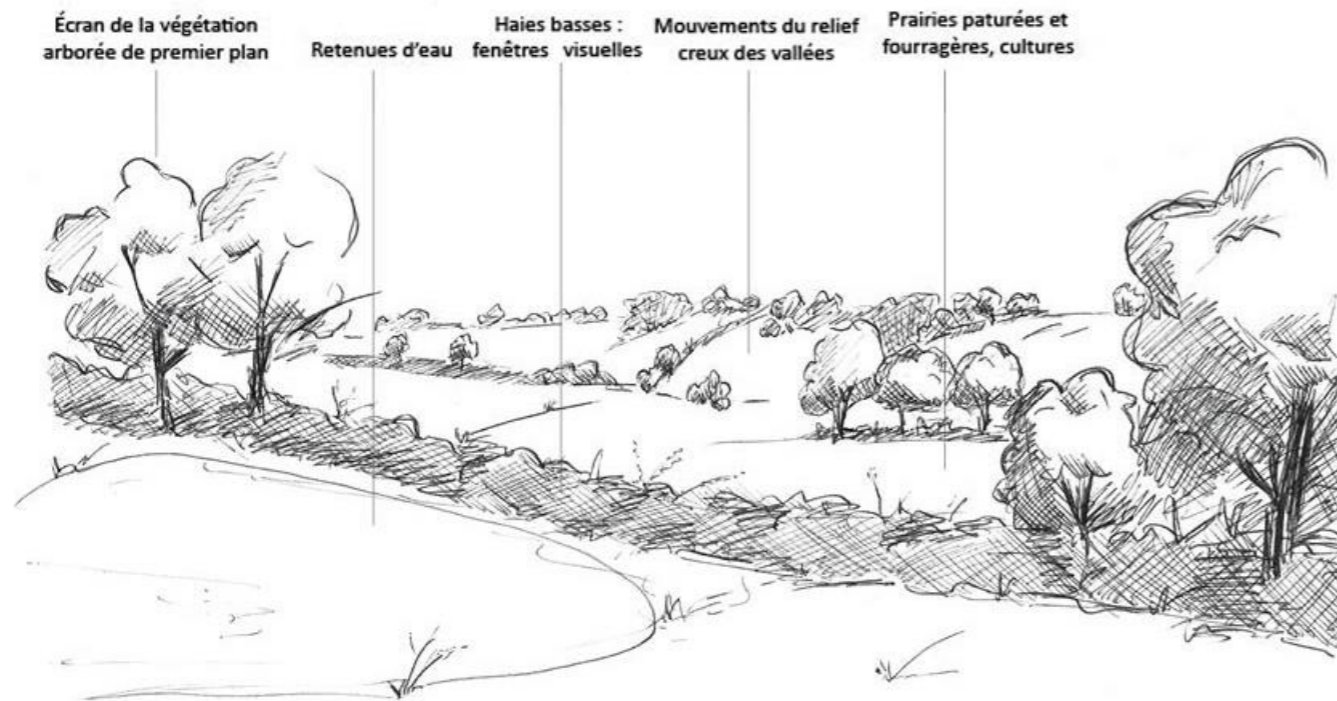 Écran de la végétation
arborée de premier plan
Retenues d'eau
Haies basses :
fenêtres visuelles
Mouvements du relief
creux des vallées
Prairies paturées et
fourragères, cultures